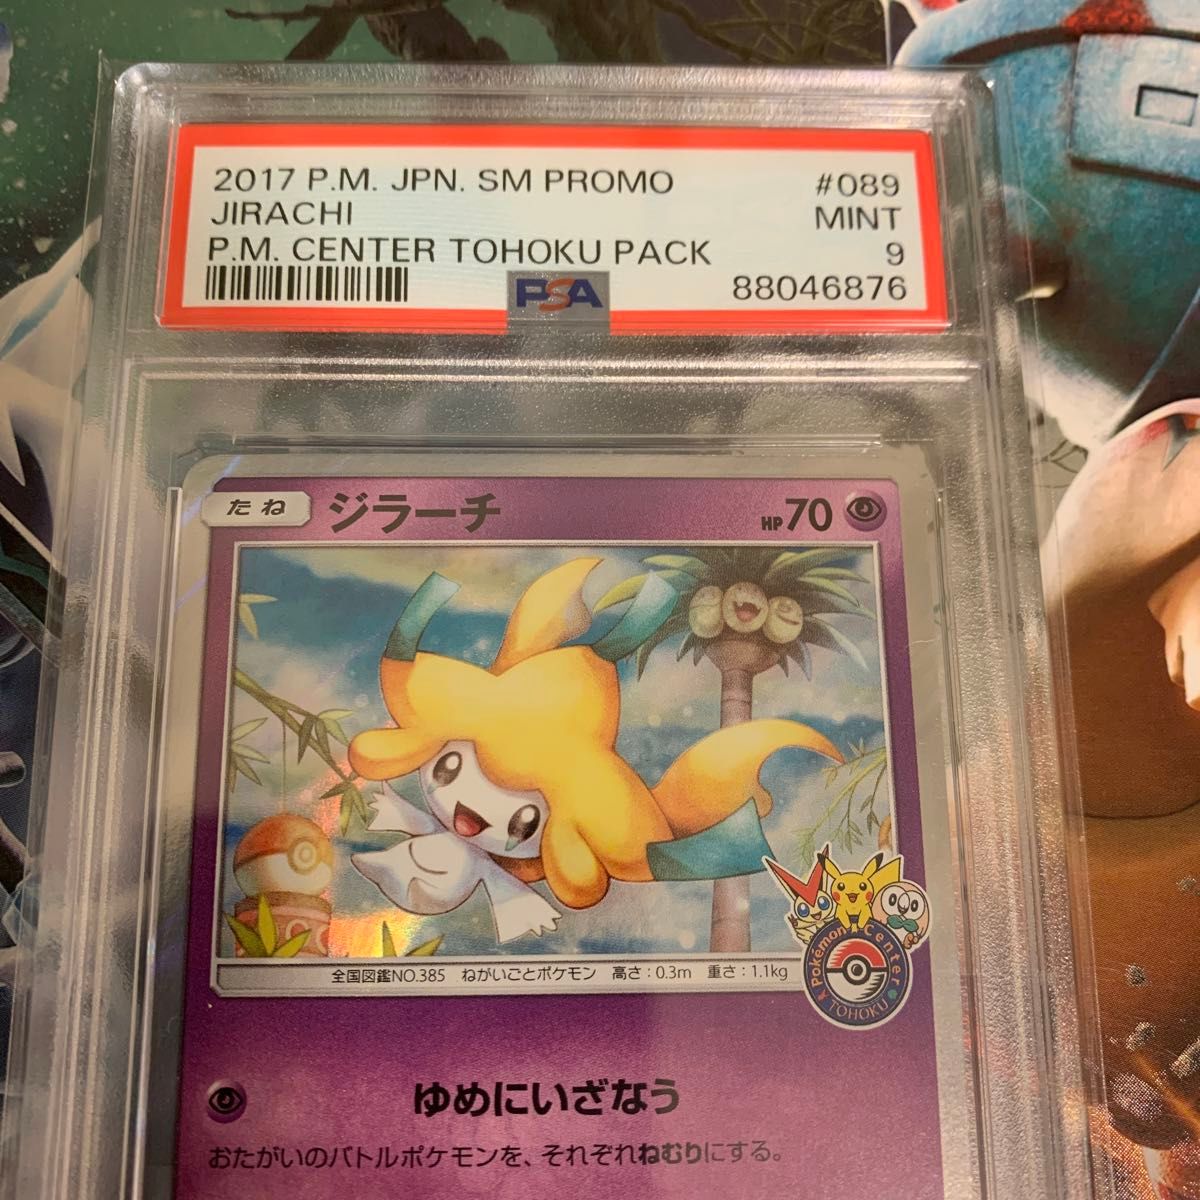 2017 P.M. JPN. SM PROMO #089
JIRACHI MINT
P.M. CENTER TOHOKU PACK 9
PSA 88046876
たね ジラーチ HP70
Pokémon Center
TOHOKU
全国図鑑NO.385 ねがいごとポケモン 高さ:0.3m 重さ:1.1kg
ゆめにいざなう
おたがいのバトルポケモンを、それぞれねむりにする。